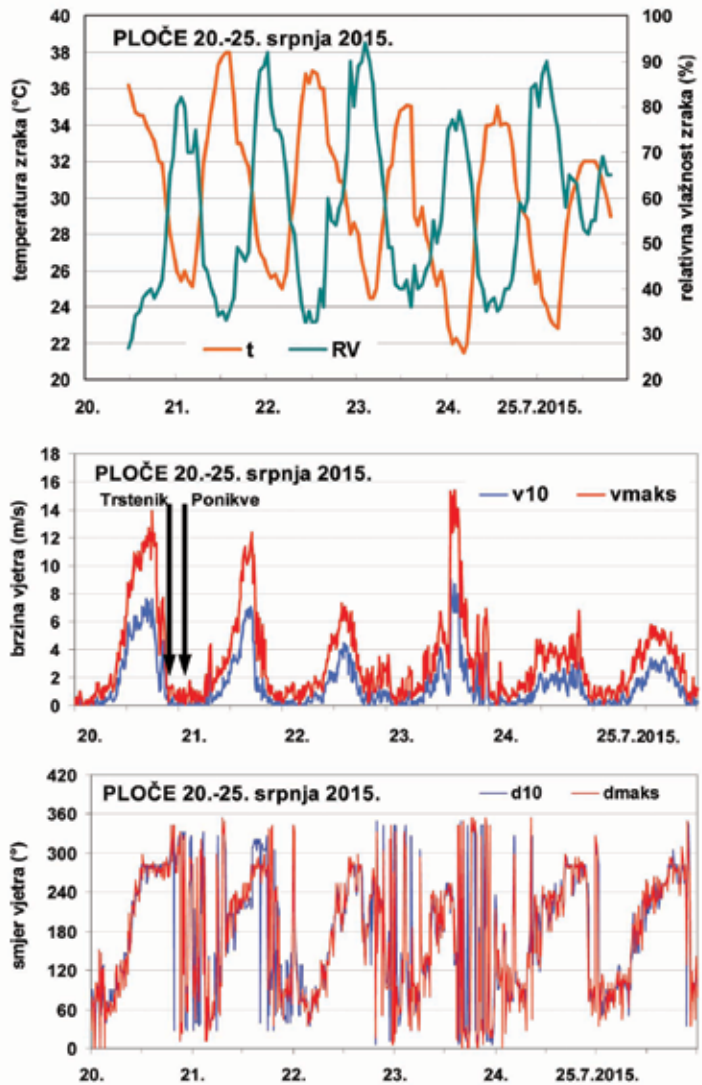 PLOČE 20.-25. srpnja 2015.
temperatura zraka (°C)
relativna vlažnost zraka (%)
40
38
36
34
32
30
28
26
24
22
20
100
90
80
70
60
50
40
30
20
t
RV
20. 21. 22. 23. 24. 25.7.2015.
PLOČE 20.-25. srpnja 2015.
Trstenik Ponikve
v10 vmaks
brzina vjetra (m/s)
18
16
14
12
10
8
6
4
2
0
20. 21. 22. 23. 24. 25.7.2015.
PLOČE 20.-25. srpnja 2015.
d10 dmaks
smjer vjetra (°)
420
360
300
240
180
120
60
0
20. 21. 22. 23. 24. 25.7.2015.